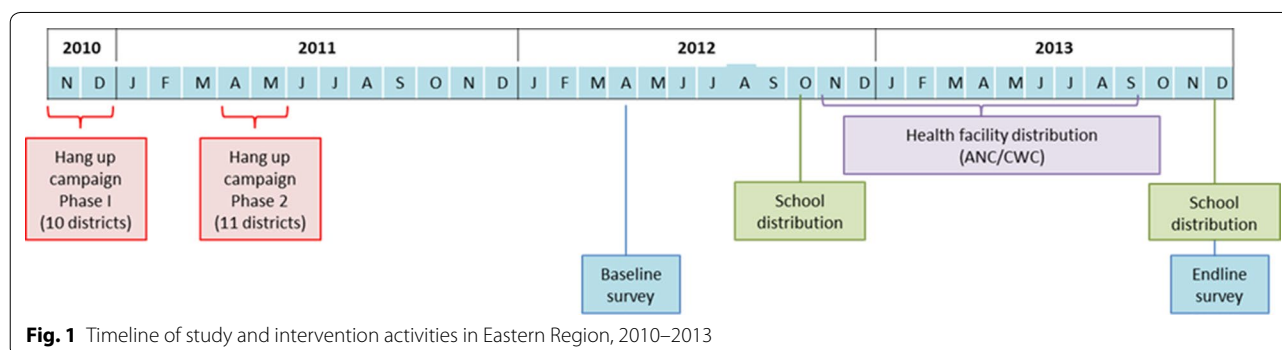 2010 2011 2012 2013
N D J F M A M J J A S O N D J F M A M J J A S O N D J F M A M J J A S O N D
Hang up
campaign
Phase I
(10 districts)
Hang up
campaign
Phase 2
(11 districts)
Baseline
survey
School
distribution
Health facility distribution
(ANC/CWC)
School
distribution
Endline
survey
Fig. 1 Timeline of study and intervention activities in Eastern Region, 2010–2013